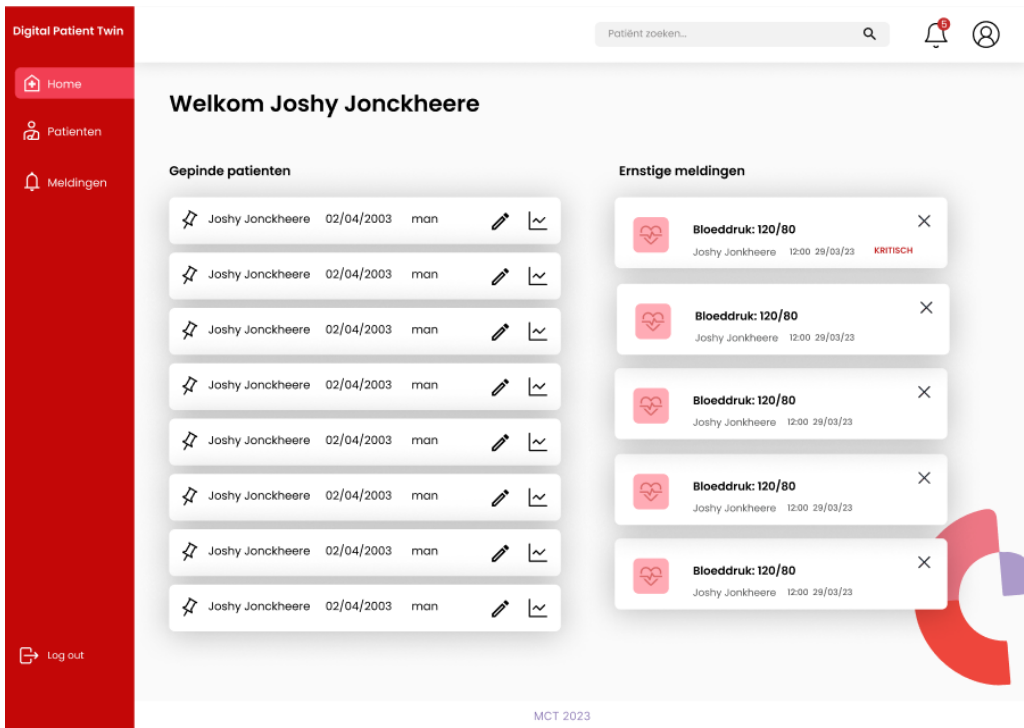 Digital Patient Twin
Patiënt zoeken...
5
Home
Patienten
Meldingen
Log out
Welkom Joshy Jonckheere
Gepinde patienten
Joshy Jonckheere 02/04/2003 man
Joshy Jonckheere 02/04/2003 man
Joshy Jonckheere 02/04/2003 man
Joshy Jonckheere 02/04/2003 man
Joshy Jonckheere 02/04/2003 man
Joshy Jonckheere 02/04/2003 man
Joshy Jonckheere 02/04/2003 man
Joshy Jonckheere 02/04/2003 man
Ernstige meldingen
Bloeddruk: 120/80
Joshy Jonkheere 12:00 29/03/23 KRITISCH
Bloeddruk: 120/80
Joshy Jonkheere 12:00 29/03/23
Bloeddruk: 120/80
Joshy Jonkheere 12:00 29/03/23
Bloeddruk: 120/80
Joshy Jonkheere 12:00 29/03/23
Bloeddruk: 120/80
Joshy Jonkheere 12:00 29/03/23
MCT 2023